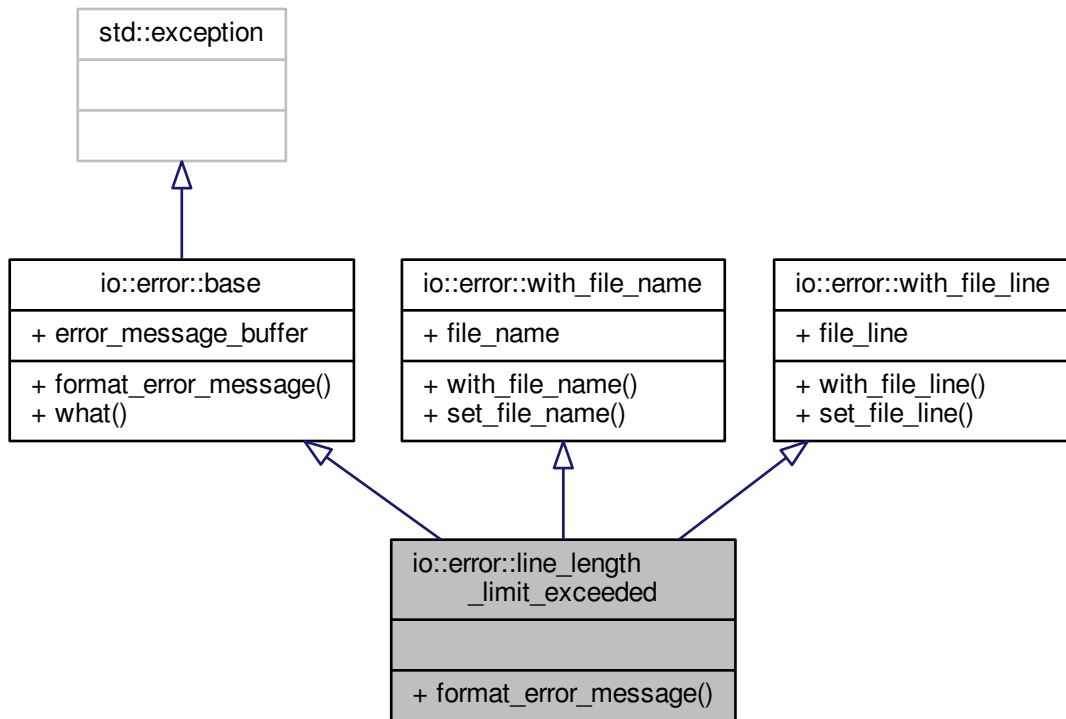 std::exception
io::error::base
+ error_message_buffer
+ format_error_message()
+ what()
io::error::with_file_name
+ file_name
+ with_file_name()
+ set_file_name()
io::error::with_file_line
+ file_line
+ with_file_line()
+ set_file_line()
io::error::line_length
_limit_exceeded
+ format_error_message()